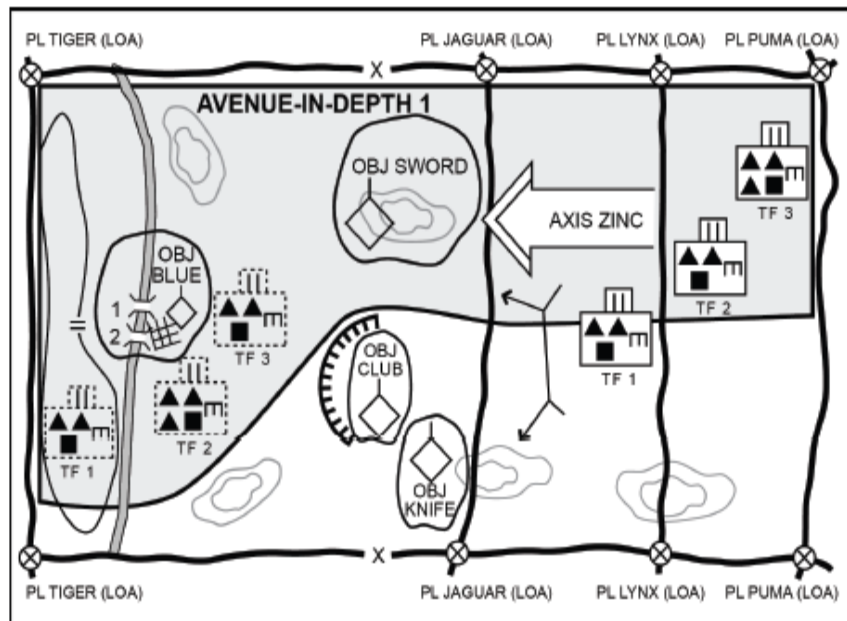 PL TIGER (LOA)
PL JAGUAR (LOA)
PL LYNX (LOA)
PL PUMA (LOA)
X
AVENUE-IN-DEPTH 1
OBJ SWORD
AXIS ZINC
TF 3
TF 2
TF 1
OBJ
BLUE
1
2
TF 3
TF 2
TF 1
OBJ
CLUB
OBJ
KNIFE
X
PL TIGER (LOA)
PL JAGUAR (LOA)
PL LYNX (LOA)
PL PUMA (LOA)